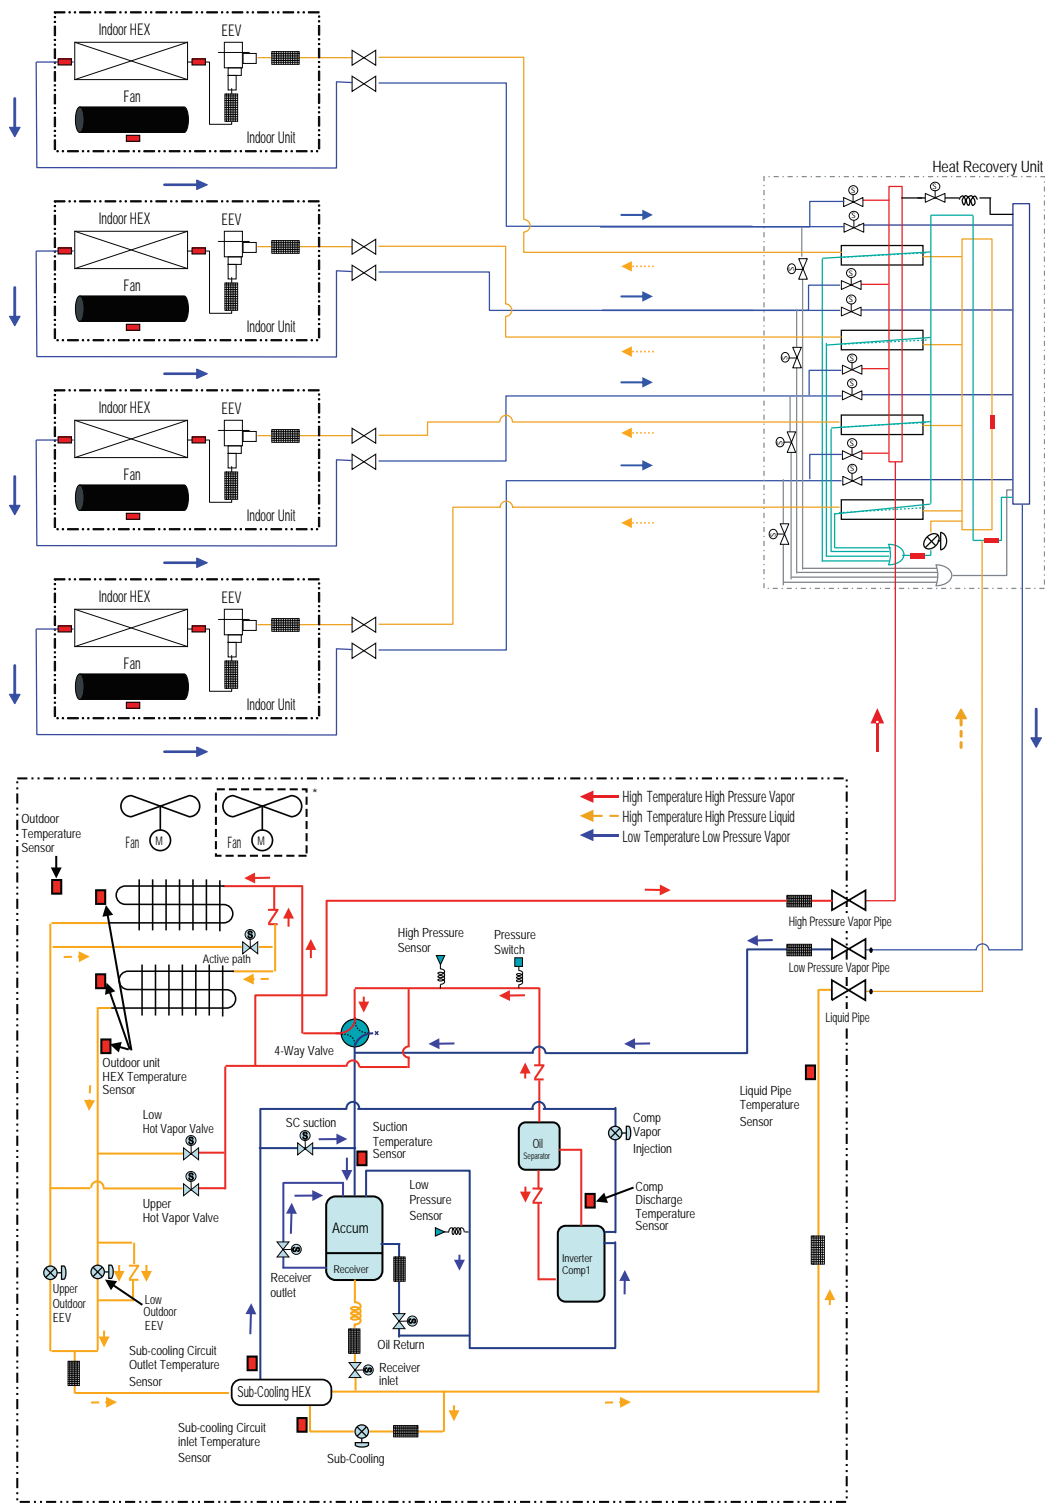 Indoor HEX
EEV
Fan
Indoor Unit
Indoor HEX
EEV
Fan
Indoor Unit
Indoor HEX
EEV
Fan
Indoor Unit
Indoor HEX
EEV
Fan
Indoor Unit
Heat Recovery Unit
S
S
S
S
S
S
S
S
S
S
S
S
S
High Temperature High Pressure Vapor
High Temperature High Pressure Liquid
Low Temperature Low Pressure Vapor
Outdoor
Temperature
Sensor
Fan
M
Fan
M
*
S
Active path
High Pressure
Sensor
Pressure
Switch
High Pressure Vapor Pipe
Low Pressure Vapor Pipe
Liquid Pipe
4-Way Valve
Outdoor unit
HEX Temperature
Sensor
Liquid Pipe
Temperature
Sensor
Low
Hot Vapor Valve
S
Upper
Hot Vapor Valve
S
SC suction
S
Suction
Temperature
Sensor
Oil
Separator
Comp
Vapor
Injection
Low
Pressure
Sensor
Comp
Discharge
Temperature
Sensor
Accum
Receiver
Inverter
Comp1
Receiver
outlet
S
Upper
Outdoor
EEV
Low
Outdoor
EEV
Oil Return
S
Sub-cooling Circuit
Outlet Temperature
Sensor
Receiver
inlet
S
Sub-Cooling HEX
Sub-cooling Circuit
inlet Temperature
Sensor
Sub-Cooling